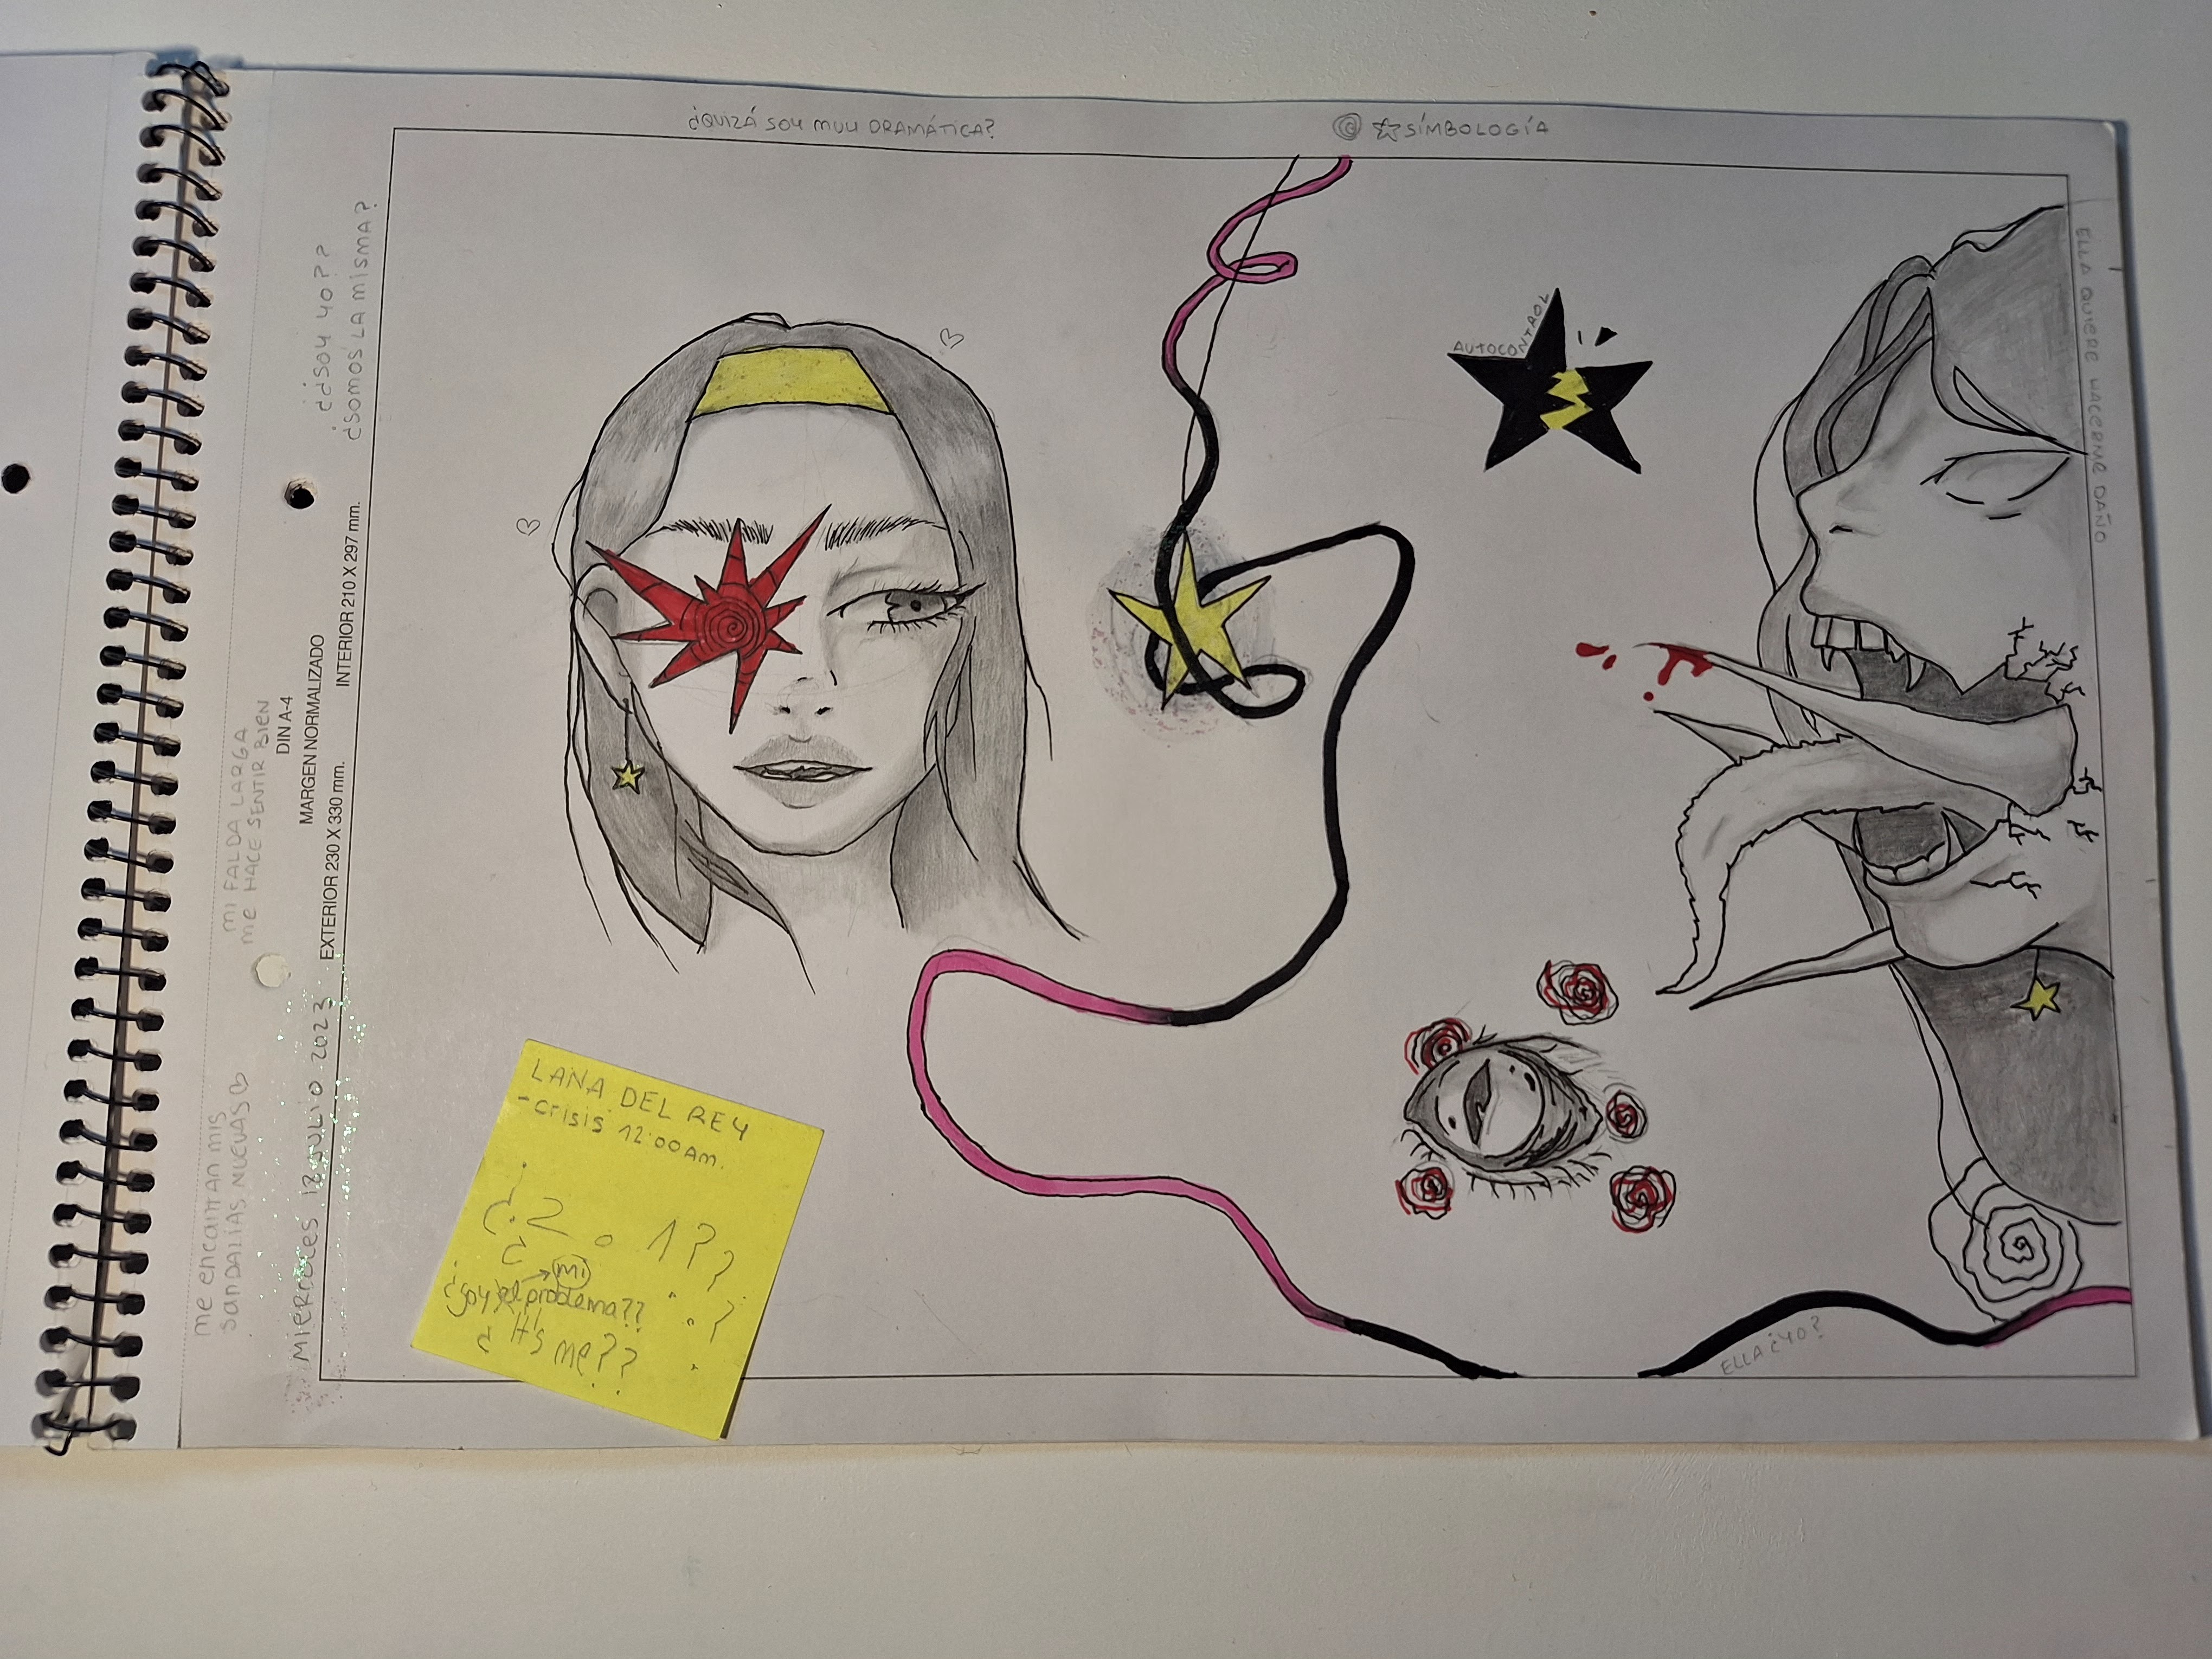 ¿QUIZÁ SOY MUY DRAMÁTICA?
SÍMBOLOGÍA
¿¿SOY YO??
¿SOMOS LA MISMA?
AUTOCONTROL
ELLA QUIERE HACERME DAÑO
MI FALDA LARGA
ME HACE SENTIR BIEN
DIN A-4
MARGEN NORMALIZADO
EXTERIOR 230 X 330 mm.
INTERIOR 210 X 297 mm.
me encantan mis
sandalias nuevas
MIERCOLES 12 JULIO 2023
LANA DEL REY
-crisis 12:00AM.
¿¿¿2 o 1???
mi
¿soy el problema??
¿It's me??
ELLA ¿YO?